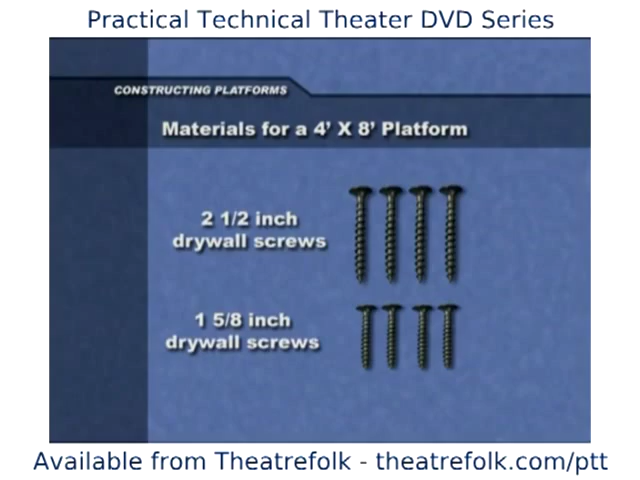 Practical Technical Theater DVD Series
CONSTRUCTING PLATFORMS
Materials for a 4' X 8' Platform
2 1/2 inch
drywall screws
1 5/8 inch
drywall screws
Available from Theatrefolk - theatrefolk.com/ptt